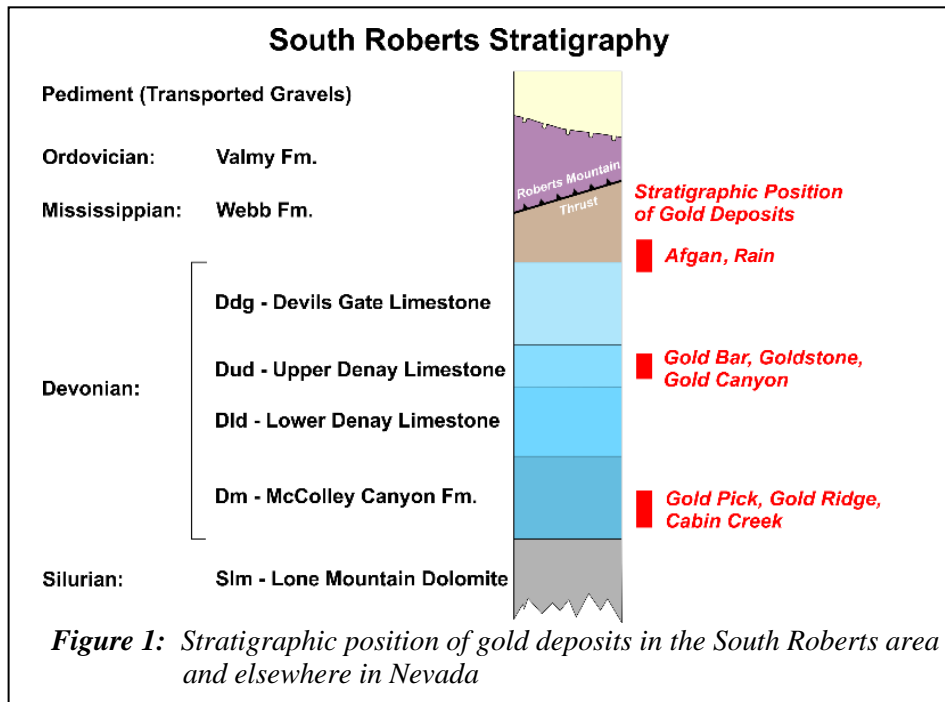 South Roberts Stratigraphy
Pediment (Transported Gravels)
Ordovician: Valmy Fm.
Roberts Mountain
Thrust
Mississippian: Webb Fm.
Stratigraphic Position
of Gold Deposits
Afgan, Rain
Devonian:
Ddg - Devils Gate Limestone
Dud - Upper Denay Limestone
Gold Bar, Goldstone,
Gold Canyon
Dld - Lower Denay Limestone
Dm - McColley Canyon Fm.
Gold Pick, Gold Ridge,
Cabin Creek
Silurian: Slm - Lone Mountain Dolomite
Figure 1: Stratigraphic position of gold deposits in the South Roberts area
and elsewhere in Nevada